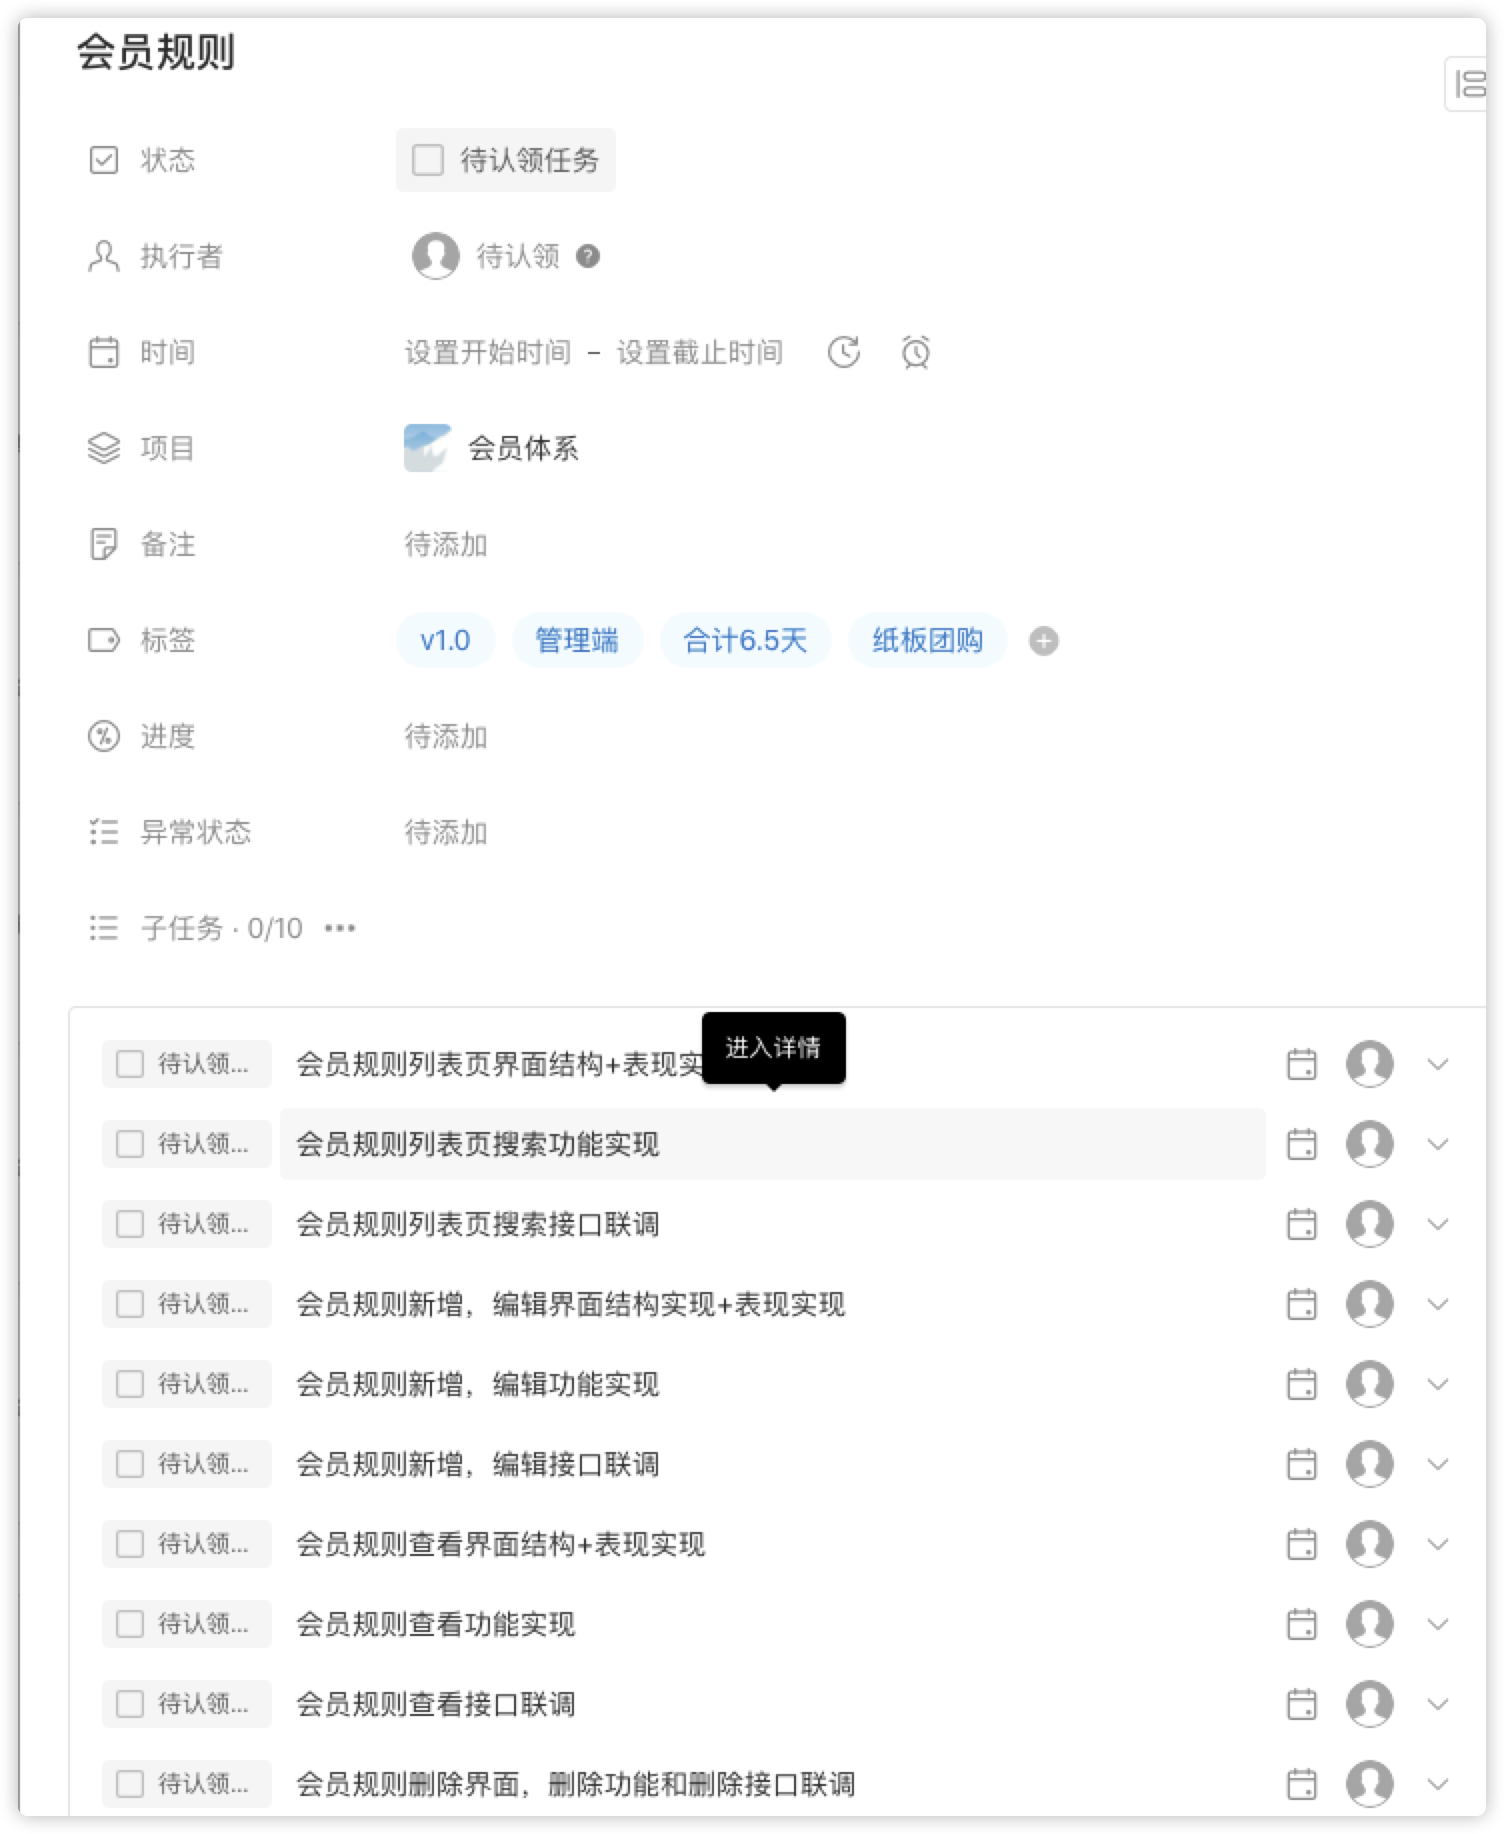 会员规则
状态 待认领任务
执行者 待认领 ?
时间 设置开始时间 – 设置截止时间
项目 会员体系
备注 待添加
标签 v1.0 管理端 合计6.5天 纸板团购
进度 待添加
异常状态 待添加
子任务 · 0/10 •••
进入详情
待认领... 会员规则列表页界面结构+表现实
待认领... 会员规则列表页搜索功能实现
待认领... 会员规则列表页搜索接口联调
待认领... 会员规则新增，编辑界面结构实现+表现实现
待认领... 会员规则新增，编辑功能实现
待认领... 会员规则新增，编辑接口联调
待认领... 会员规则查看界面结构+表现实现
待认领... 会员规则查看功能实现
待认领... 会员规则查看接口联调
待认领... 会员规则删除界面，删除功能和删除接口联调